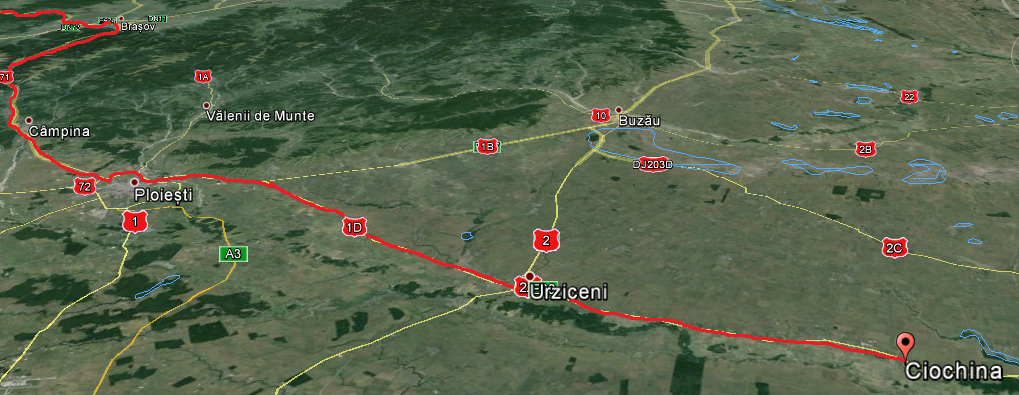 DN11
Brașov
71
1A
Vălenii de Munte
Câmpina
22
10
Buzău
1B
2B
DJ203D
72
Ploiești
1
1D
A3
2
2C
Urziceni
Ciochina